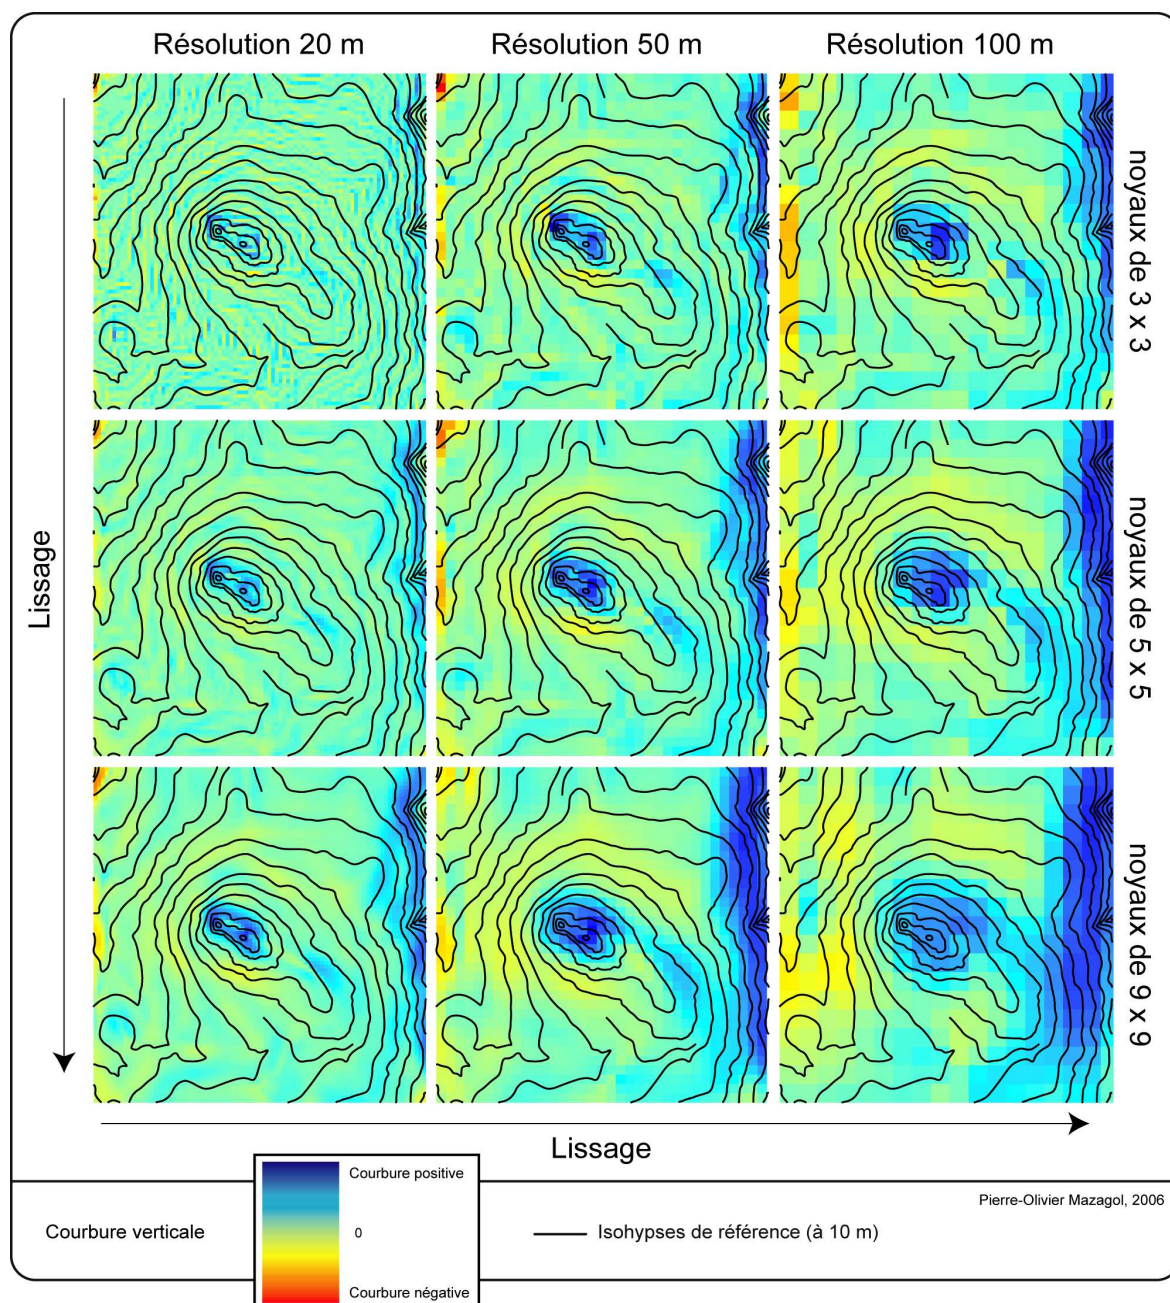 Résolution 20 m
Résolution 50 m
Résolution 100 m
noyaux de 3 x 3
noyaux de 5 x 5
noyaux de 9 x 9
Lissage
Lissage
Courbure verticale
Courbure positive
0
Courbure négative
Isohypses de référence (à 10 m)
Pierre-Olivier Mazagol, 2006